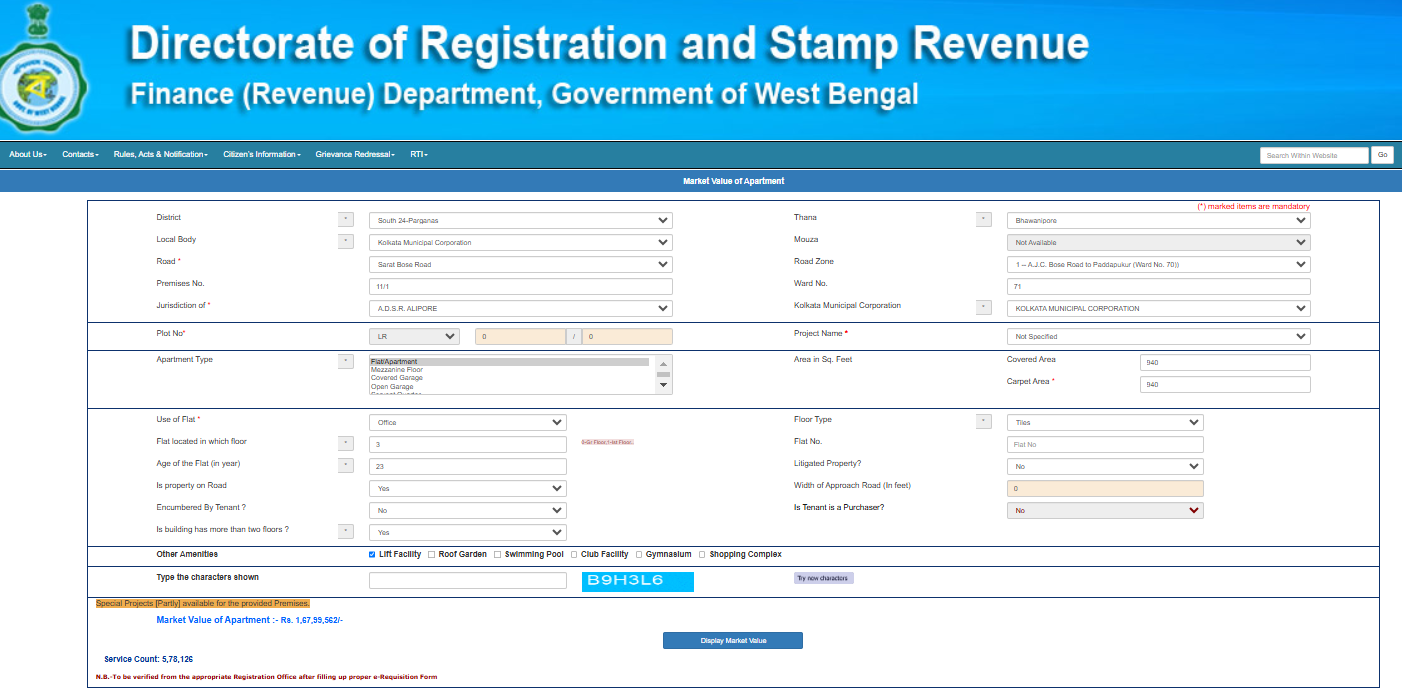 Directorate of Registration and Stamp Revenue
Finance (Revenue) Department, Government of West Bengal
About Us Contacts Rules, Acts & Notification Citizen's Information Grievance Redressal RTI Search Within Website Go
Market Value of Apartment
(*) marked items are mandatory
District * South 24-Parganas Thana * Bhawanipore
Local Body * Kolkata Municipal Corporation Mouza Not Available
Road * Sarat Bose Road Road Zone 1 -- A.J.C. Bose Road to Paddapukur (Ward No. 70))
Premises No. 11/1 Ward No. 71
Jurisdiction of * A.D.S.R. ALIPORE Kolkata Municipal Corporation * KOLKATA MUNICIPAL CORPORATION
Plot No* LR 0 / 0 Project Name * Not Specified
Apartment Type * Flat/Apartment Area in Sq. Feet Covered Area 940
Mezzanine Floor
Covered Garage Carpet Area * 940
Open Garage
Use of Flat * Office Floor Type * Tiles
Flat located in which floor * 3 0-Gr Floor,1-Ist Floor.. Flat No. Flat No
Age of the Flat (in year) * 23 Litigated Property? No
Is property on Road Yes Width of Approach Road (In feet) 0
Encumbered By Tenant ? No Is Tenant is a Purchaser? No
Is building has more than two floors ? * Yes
Other Amenities Lift Facility Roof Garden Swimming Pool Club Facility Gymnasium Shopping Complex
Type the characters shown B9H3L6 Try new characters
Special Projects [Partly] available for the provided Premises.
Market Value of Apartment :- Rs. 1,67,99,562/-
Display Market Value
Service Count: 5,78,126
N.B.-To be verified from the appropriate Registration Office after filling up proper e-Requisition Form